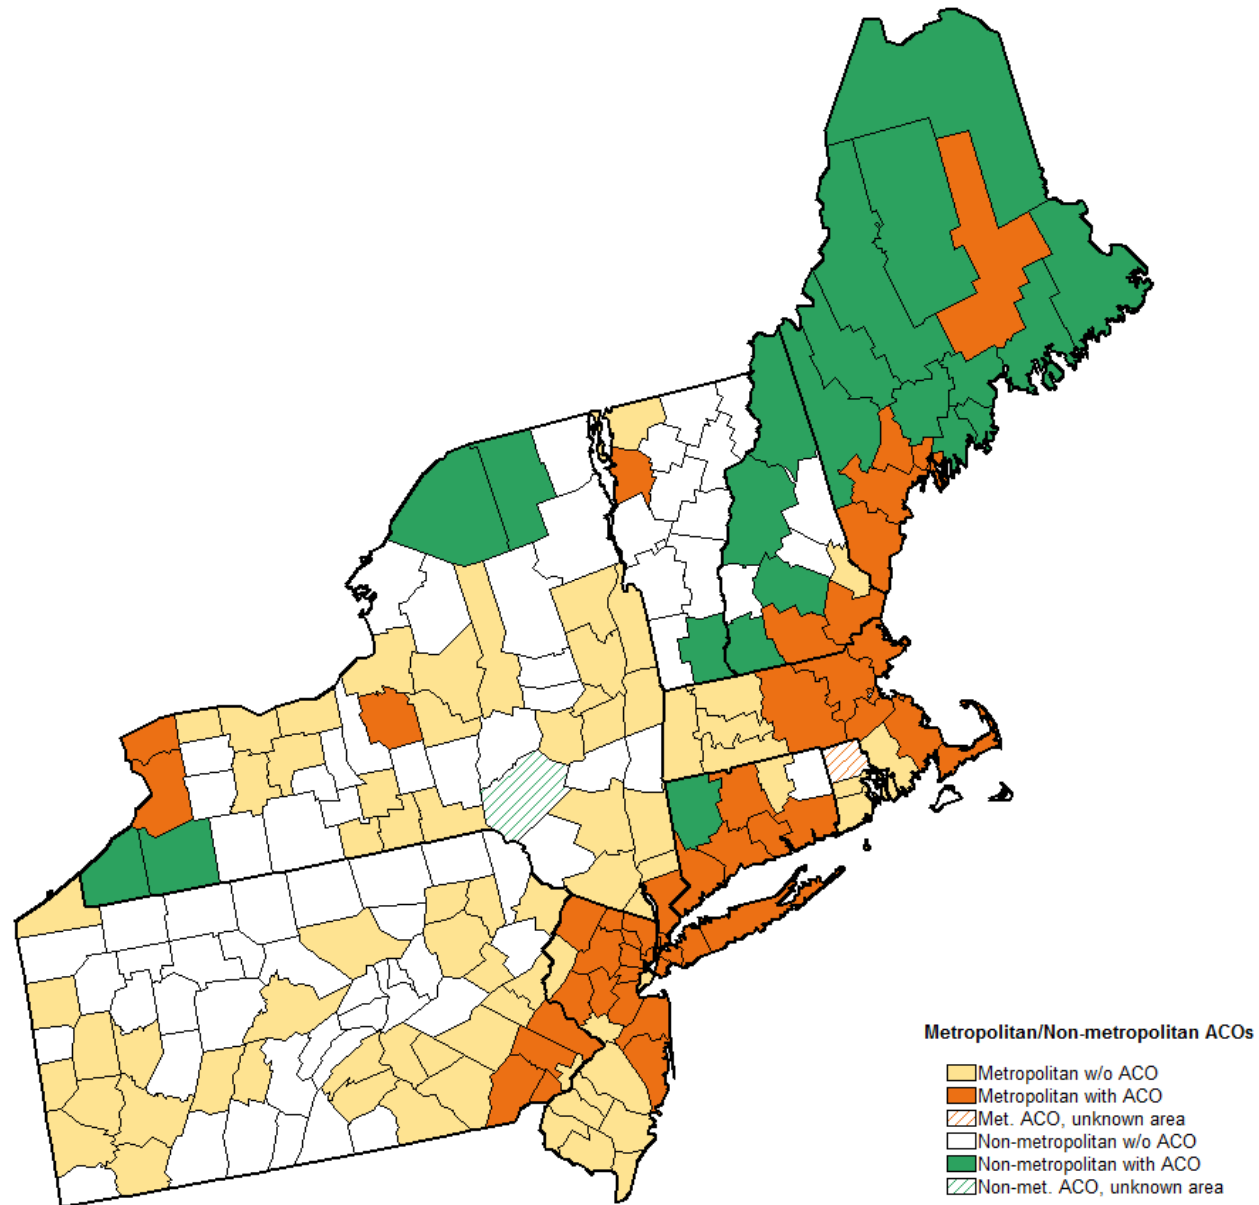 Metropolitan/Non-metropolitan ACOs
Metropolitan w/o ACO
Metropolitan with ACO
Met. ACO, unknown area
Non-metropolitan w/o ACO
Non-metropolitan with ACO
Non-met. ACO, unknown area